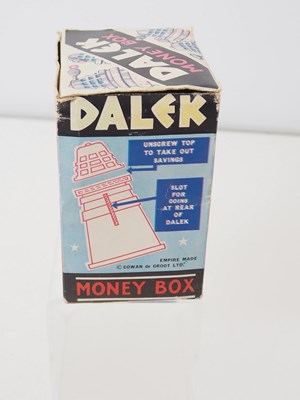 DALEK
MONEY BOX
DALEK
UNSCREW TOP
TO TAKE OUT
SAVINGS
SLOT
FOR
COINS
AT REAR
OF
DALEK
EMPIRE MADE
© COWAN de GROOT LTD.
MONEY BOX